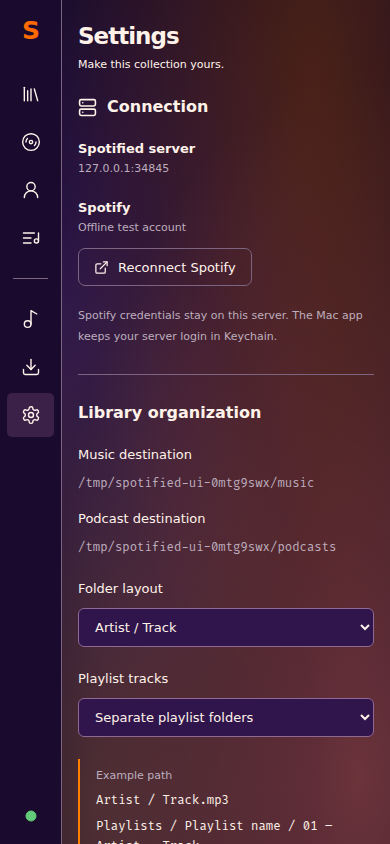 S
Settings
Make this collection yours.
Connection
Spotified server
127.0.0.1:34845
Spotify
Offline test account
Reconnect Spotify
Spotify credentials stay on this server. The Mac app
keeps your server login in Keychain.
Library organization
Music destination
/tmp/spotified-ui-0mtg9swx/music
Podcast destination
/tmp/spotified-ui-0mtg9swx/podcasts
Folder layout
Artist / Track
Playlist tracks
Separate playlist folders
Example path
Artist / Track.mp3
Playlists / Playlist name / 01 —